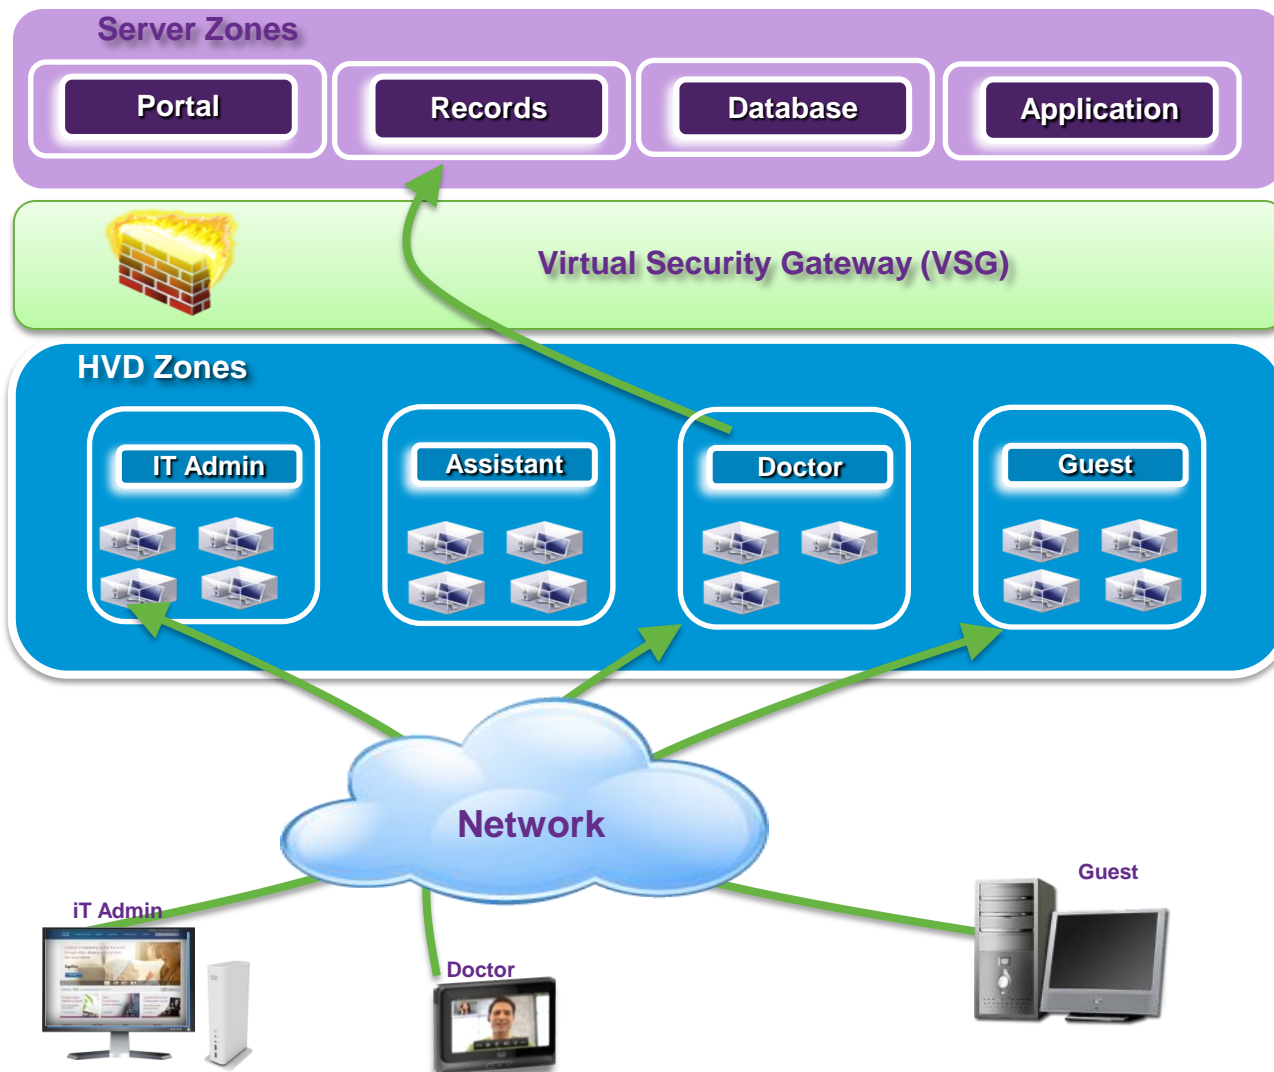 Server Zones
Portal
Records
Database
Application
Virtual Security Gateway (VSG)
HVD Zones
IT Admin
Assistant
Doctor
Guest
Network
iT Admin
Doctor
Guest